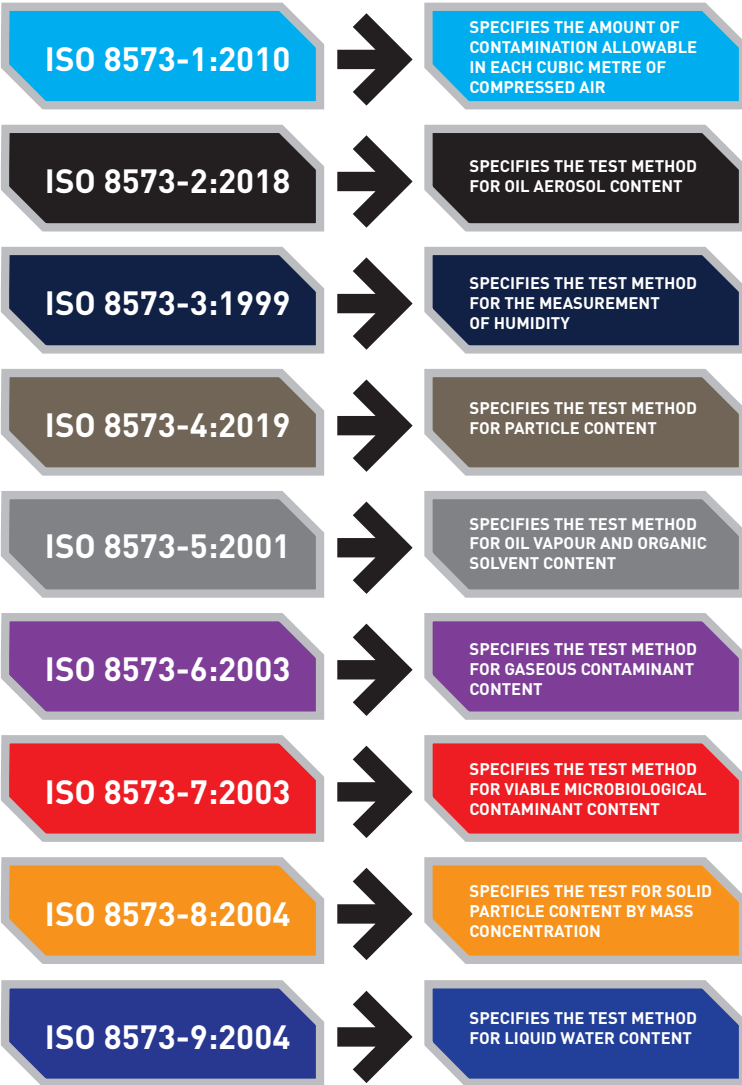 ISO 8573-1:2010
SPECIFIES THE AMOUNT OF
CONTAMINATION ALLOWABLE
IN EACH CUBIC METRE OF
COMPRESSED AIR
ISO 8573-2:2018
SPECIFIES THE TEST METHOD
FOR OIL AEROSOL CONTENT
ISO 8573-3:1999
SPECIFIES THE TEST METHOD
FOR THE MEASUREMENT
OF HUMIDITY
ISO 8573-4:2019
SPECIFIES THE TEST METHOD
FOR PARTICLE CONTENT
ISO 8573-5:2001
SPECIFIES THE TEST METHOD
FOR OIL VAPOUR AND ORGANIC
SOLVENT CONTENT
ISO 8573-6:2003
SPECIFIES THE TEST METHOD
FOR GASEOUS CONTAMINANT
CONTENT
ISO 8573-7:2003
SPECIFIES THE TEST METHOD
FOR VIABLE MICROBIOLOGICAL
CONTAMINANT CONTENT
ISO 8573-8:2004
SPECIFIES THE TEST FOR SOLID
PARTICLE CONTENT BY MASS
CONCENTRATION
ISO 8573-9:2004
SPECIFIES THE TEST METHOD
FOR LIQUID WATER CONTENT